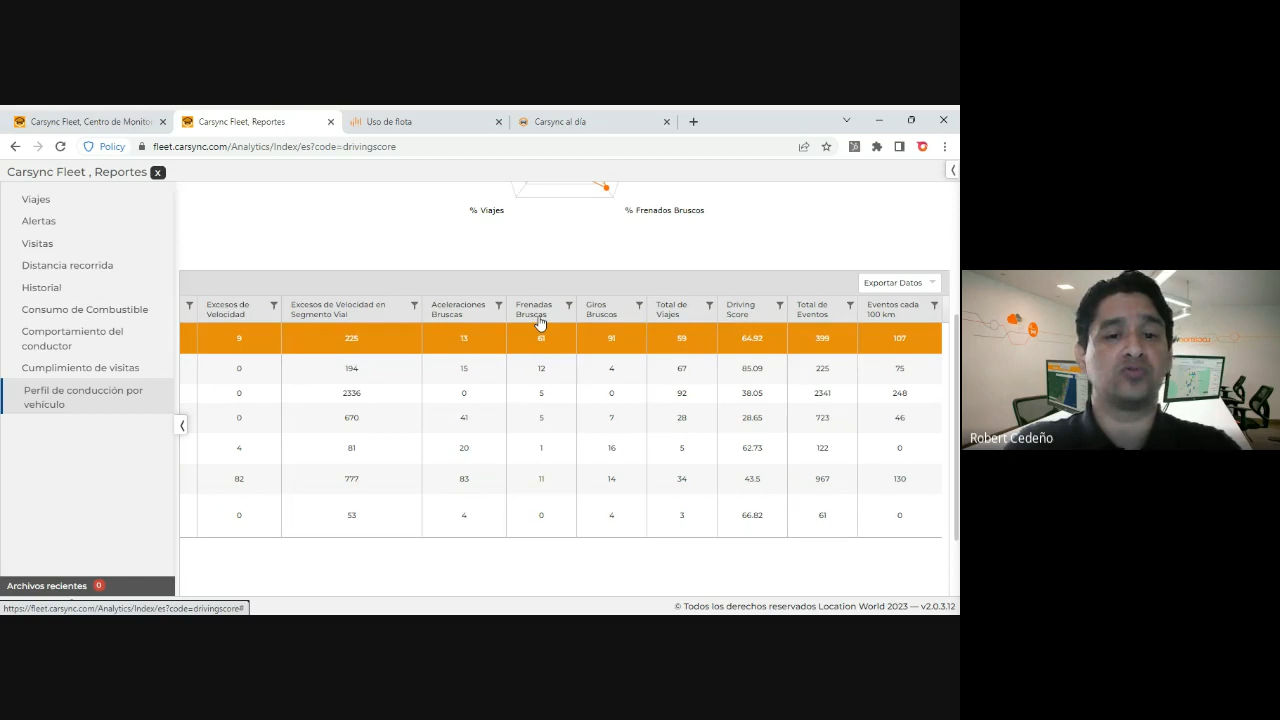 Carsync Fleet, Centro de Monitor
Carsync Fleet, Reportes
Uso de flota
Carsync al día
Policy
fleet.carsync.com/Analytics/Index/es?code=drivingscore
Carsync Fleet , Reportes x
Viajes
Alertas
Visitas
Distancia recorrida
Historial
Consumo de Combustible
Comportamiento del
conductor
Cumplimiento de visitas
Perfil de conducción por
vehículo
Archivos recientes 0
https://fleet.carsync.com/Analytics/Index/es?code=drivingscore#
% Viajes % Frenados Bruscos
Exportar Datos
Excesos de Velocidad
Excesos de Velocidad en Segmento Vial
Aceleraciones Bruscas
Frenadas Bruscas
Giros Bruscos
Total de Viajes
Driving Score
Total de Eventos
Eventos cada 100 km
9 225 13 61 91 59 64.92 399 107
0 194 15 12 4 67 85.09 225 75
0 2336 0 5 0 92 38.05 2341 248
0 670 41 5 7 28 28.65 723 46
4 81 20 1 16 5 62.73 122 0
82 777 83 11 14 34 43.5 967 130
0 53 4 0 4 3 66.82 61 0
© Todos los derechos reservados Location World 2023 — v2.0.3.12
Robert Cedeño